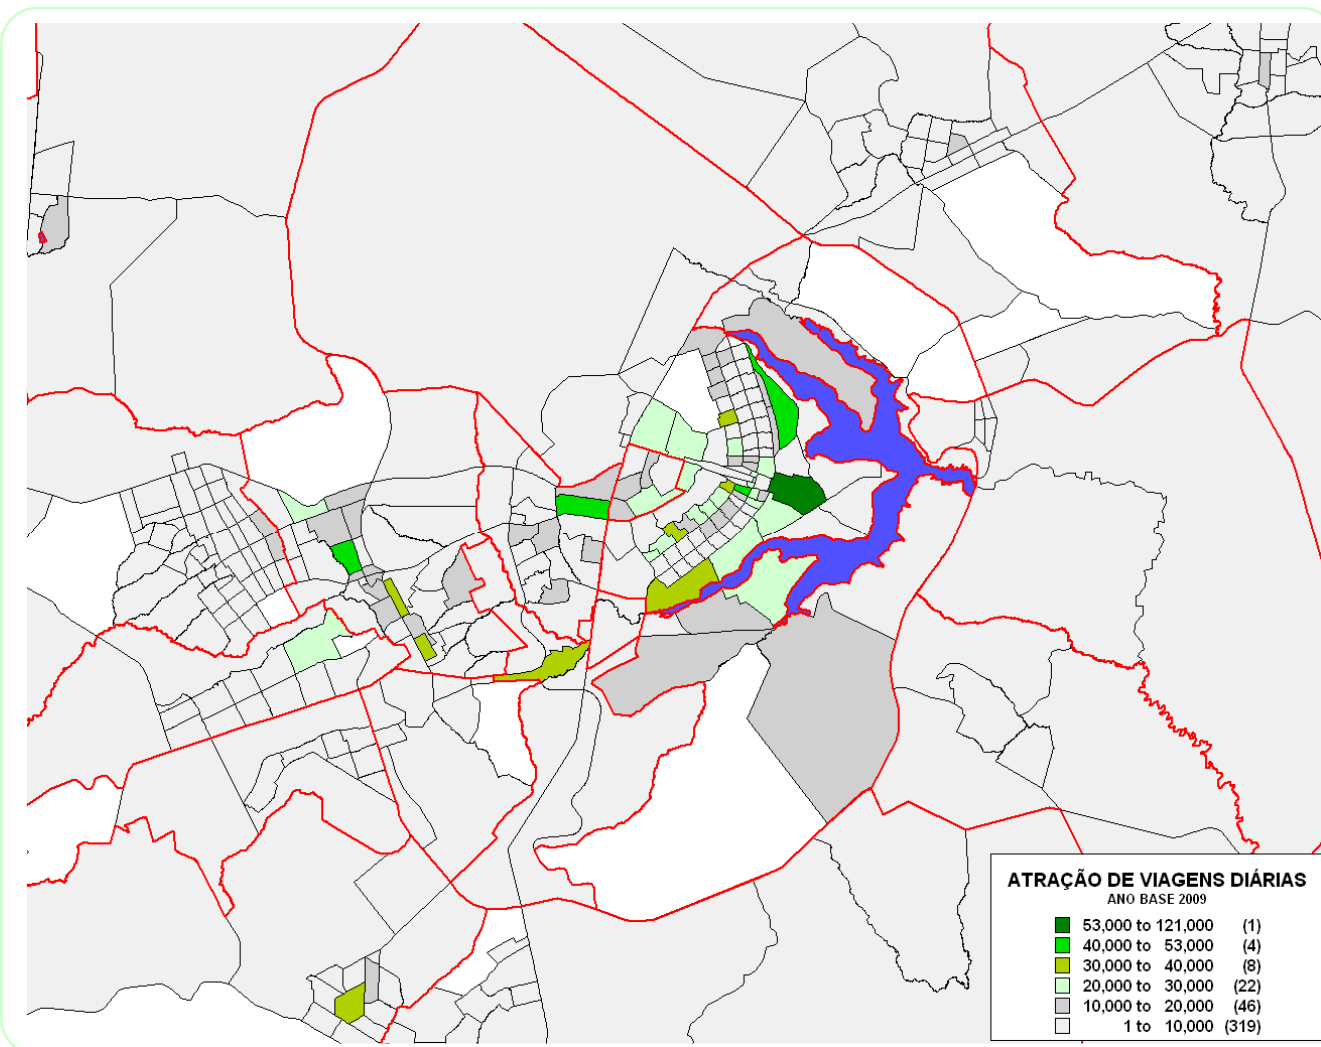 ATRAÇÃO DE VIAGENS DIÁRIAS
ANO BASE 2009
53,000 to 121,000 (1)
40,000 to 53,000 (4)
30,000 to 40,000 (8)
20,000 to 30,000 (22)
10,000 to 20,000 (46)
1 to 10,000 (319)